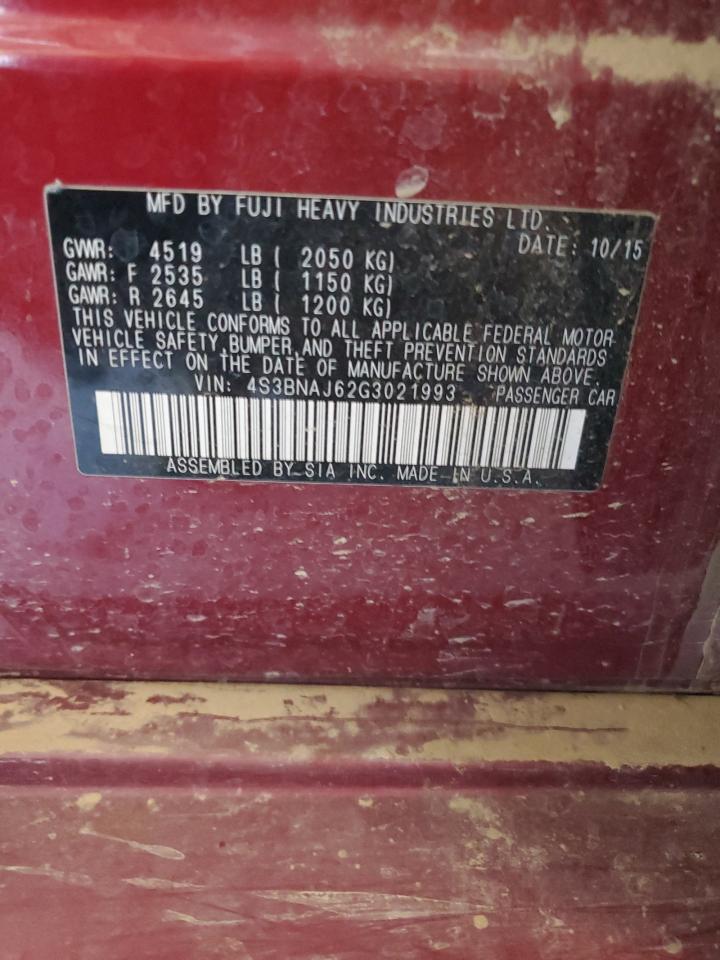 MFD BY FUJI HEAVY INDUSTRIES LTD.
DATE: 10/15
GVWR: 4519 LB ( 2050 KG)
GAWR: F 2535 LB ( 1150 KG)
GAWR: R 2645 LB ( 1200 KG)
THIS VEHICLE CONFORMS TO ALL APPLICABLE FEDERAL MOTOR
VEHICLE SAFETY, BUMPER, AND THEFT PREVENTION STANDARDS
IN EFFECT ON THE DATE OF MANUFACTURE SHOWN ABOVE.
VIN: 4S3BNAJ62G3021993 PASSENGER CAR
ASSEMBLED BY SIA INC. MADE IN U.S.A.